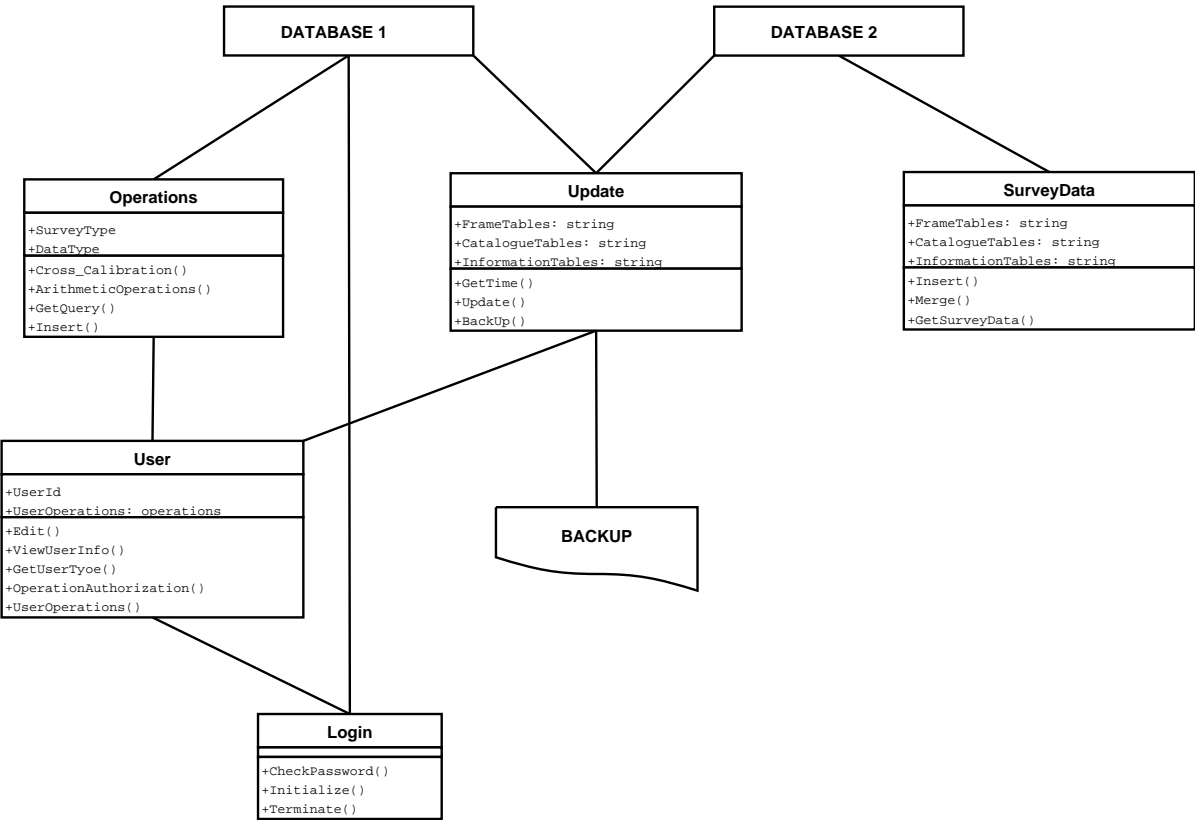 DATABASE 1
DATABASE 2
Operations
+SurveyType
+DataType
+Cross_Calibration()
+ArithmeticOperations()
+GetQuery()
+Insert()
Update
+FrameTables: string
+CatalogueTables: string
+InformationTables: string
+GetTime()
+Update()
+BackUp()
SurveyData
+FrameTables: string
+CatalogueTables: string
+InformationTables: string
+Insert()
+Merge()
+GetSurveyData()
User
+UserId
+UserOperations: operations
+Edit()
+ViewUserInfo()
+GetUserTyoe()
+OperationAuthorization()
+UserOperations()
BACKUP
Login
+CheckPassword()
+Initialize()
+Terminate()